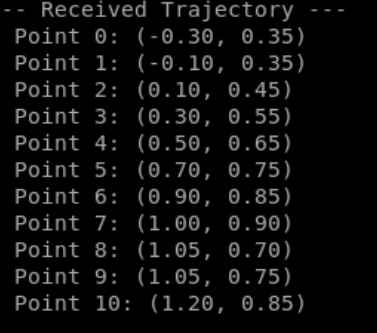 -- Received Trajectory ---
Point 0: (-0.30, 0.35)
Point 1: (-0.10, 0.35)
Point 2: (0.10, 0.45)
Point 3: (0.30, 0.55)
Point 4: (0.50, 0.65)
Point 5: (0.70, 0.75)
Point 6: (0.90, 0.85)
Point 7: (1.00, 0.90)
Point 8: (1.05, 0.70)
Point 9: (1.05, 0.75)
Point 10: (1.20, 0.85)